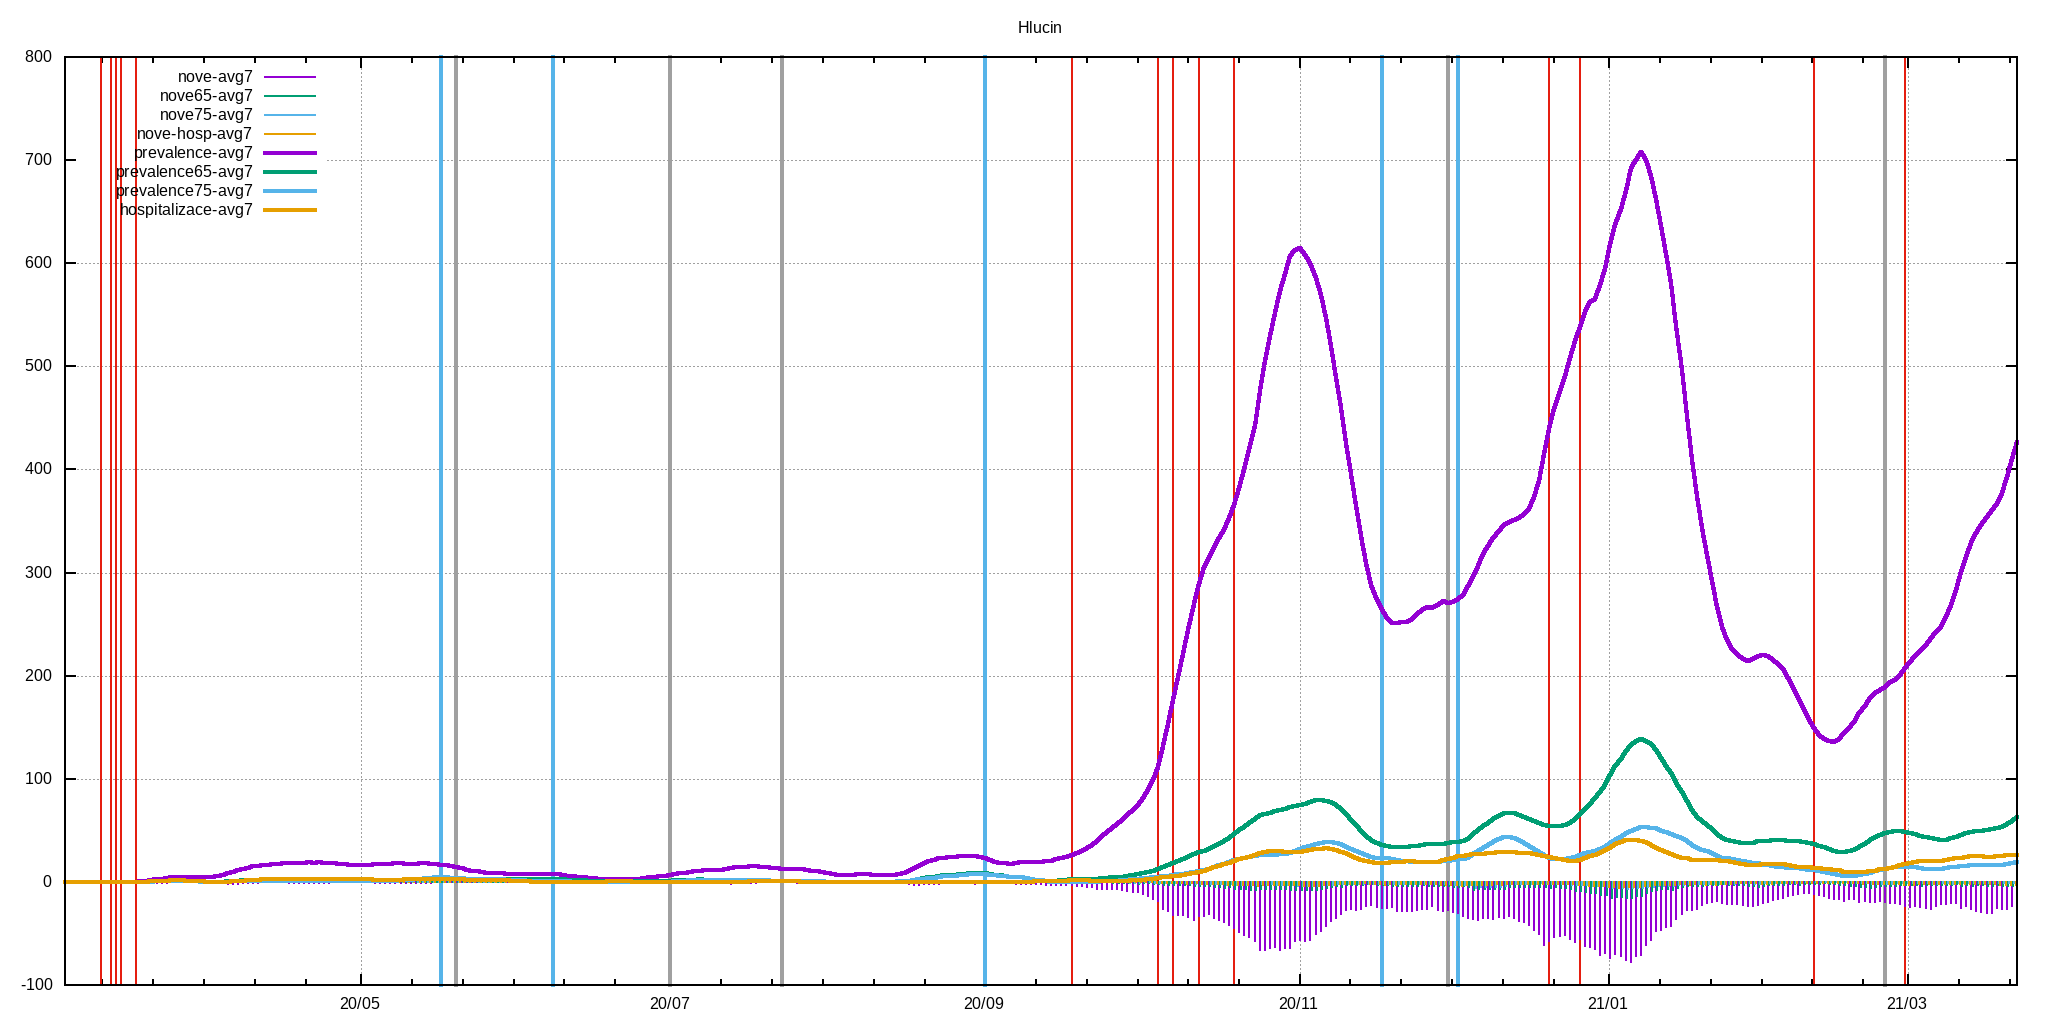 Hlucin
800
700
600
500
400
300
200
100
0
-100
nove-avg7
nove65-avg7
nove75-avg7
nove-hosp-avg7
prevalence-avg7
prevalence65-avg7
prevalence75-avg7
hospitalizace-avg7
20/05
20/07
20/09
20/11
21/01
21/03